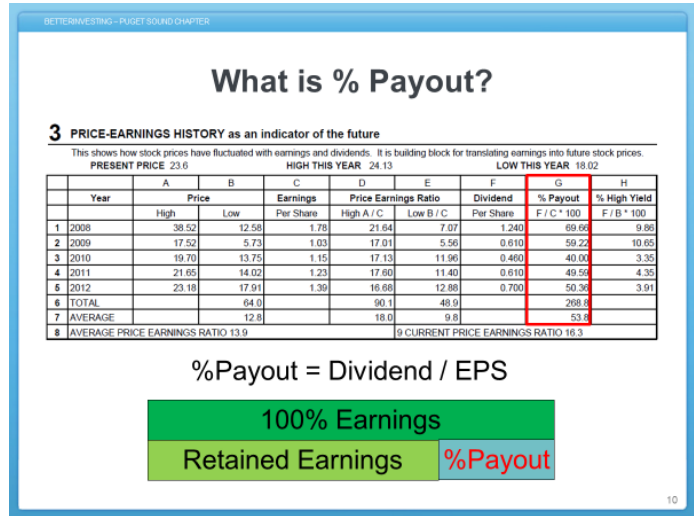 BETTERINVESTING – PUGET SOUND CHAPTER
What is % Payout?
3 PRICE-EARNINGS HISTORY as an indicator of the future
This shows how stock prices have fluctuated with earnings and dividends. It is building block for translating earnings into future stock prices.
PRESENT PRICE 23.6 HIGH THIS YEAR 24.13 LOW THIS YEAR 18.02
A B C D E F G H
Year Price Earnings Price Earnings Ratio Dividend % Payout % High Yield
High Low Per Share High A / C Low B / C Per Share F / C * 100 F / B * 100
1 2008 38.52 12.58 1.78 21.64 7.07 1.240 69.66 9.86
2 2009 17.52 5.73 1.03 17.01 5.56 0.610 59.22 10.65
3 2010 19.70 13.75 1.15 17.13 11.96 0.460 40.00 3.35
4 2011 21.65 14.02 1.23 17.60 11.40 0.610 49.59 4.35
5 2012 23.18 17.91 1.39 16.68 12.88 0.700 50.36 3.91
6 TOTAL 64.0 90.1 48.9 268.8
7 AVERAGE 12.8 18.0 9.8 53.8
8 AVERAGE PRICE EARNINGS RATIO 13.9 9 CURRENT PRICE EARNINGS RATIO 16.3
%Payout = Dividend / EPS
100% Earnings
Retained Earnings %Payout
10